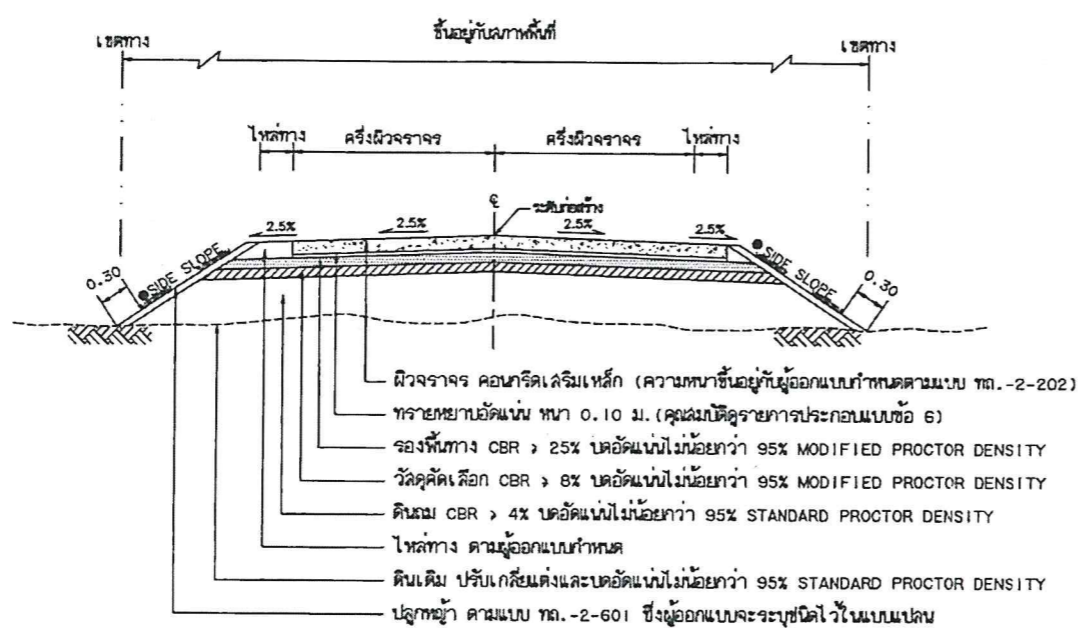 ขึ้นอยู่กับสภาพพื้นที่
เขตทาง
เขตทาง
ไหล่ทาง
ครึ่งผิวจราจร
ครึ่งผิวจราจร
ไหล่ทาง
℄
ระดับก่อสร้าง
2.5%
2.5%
2.5%
2.5%
0.30
SIDE SLOPE
SIDE SLOPE
0.30
ผิวจราจร คอนกรีตเสริมเหล็ก (ความหนาขึ้นอยู่กับผู้ออกแบบกำหนดตามแบบ ทถ.-2-202)
ทรายหยาบอัดแน่น หนา 0.10 ม. (คุณสมบัติดูรายการประกอบแบบข้อ 6)
รองพื้นทาง CBR > 25% บดอัดแน่นไม่น้อยกว่า 95% MODIFIED PROCTOR DENSITY
วัสดุคัดเลือก CBR > 8% บดอัดแน่นไม่น้อยกว่า 95% MODIFIED PROCTOR DENSITY
ดินถม CBR > 4% บดอัดแน่นไม่น้อยกว่า 95% STANDARD PROCTOR DENSITY
ไหล่ทาง ตามผู้ออกแบบกำหนด
ดินเดิม ปรับเกลี่ยแต่งและบดอัดแน่นไม่น้อยกว่า 95% STANDARD PROCTOR DENSITY
ปลูกหญ้า ตามแบบ ทถ.-2-601 ซึ่งผู้ออกแบบจะระบุชนิดไว้ในแบบแปลน